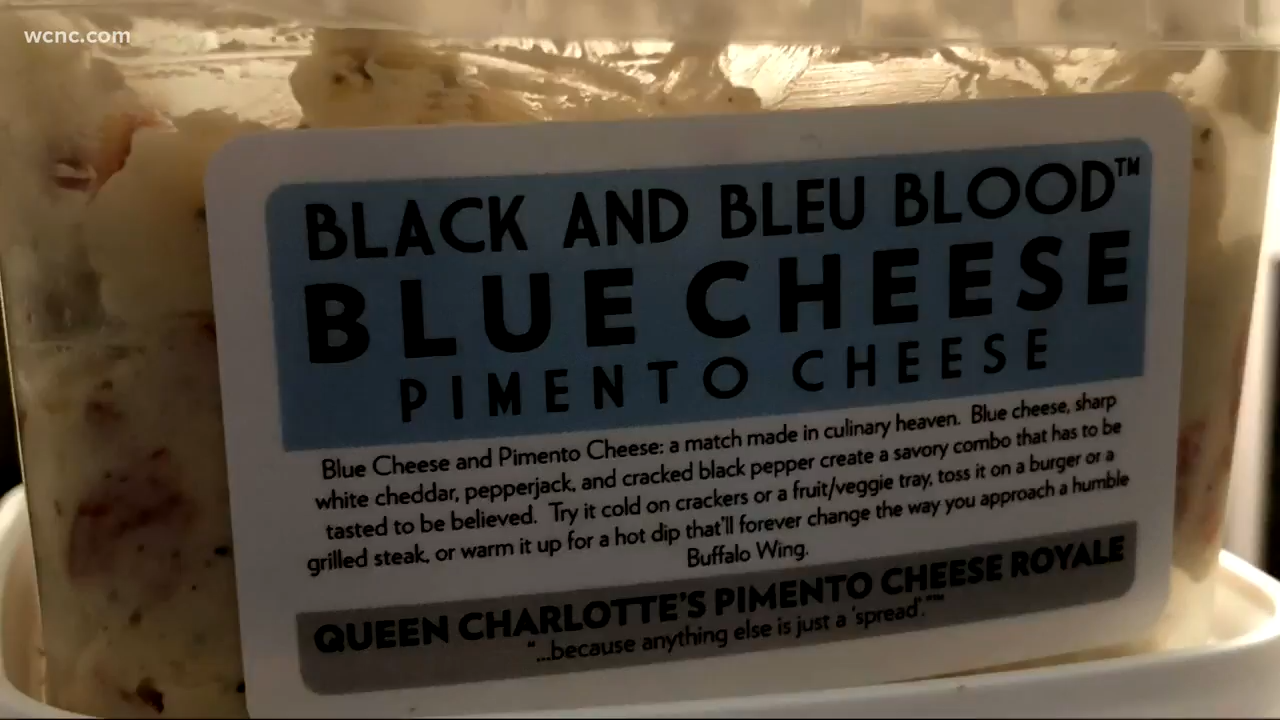 wcnc.com
BLACK AND BLEU BLOOD™
BLUE CHEESE
PIMENTO CHEESE
Blue Cheese and Pimento Cheese: a match made in culinary heaven. Blue cheese, sharp
white cheddar, pepperjack, and cracked black pepper create a savory combo that has to be
tasted to be believed. Try it cold on crackers or a fruit/veggie tray, toss it on a burger or a
grilled steak, or warm it up for a hot dip that'll forever change the way you approach a humble
Buffalo Wing.
QUEEN CHARLOTTE'S PIMENTO CHEESE ROYALE
"...because anything else is just a 'spread'."™